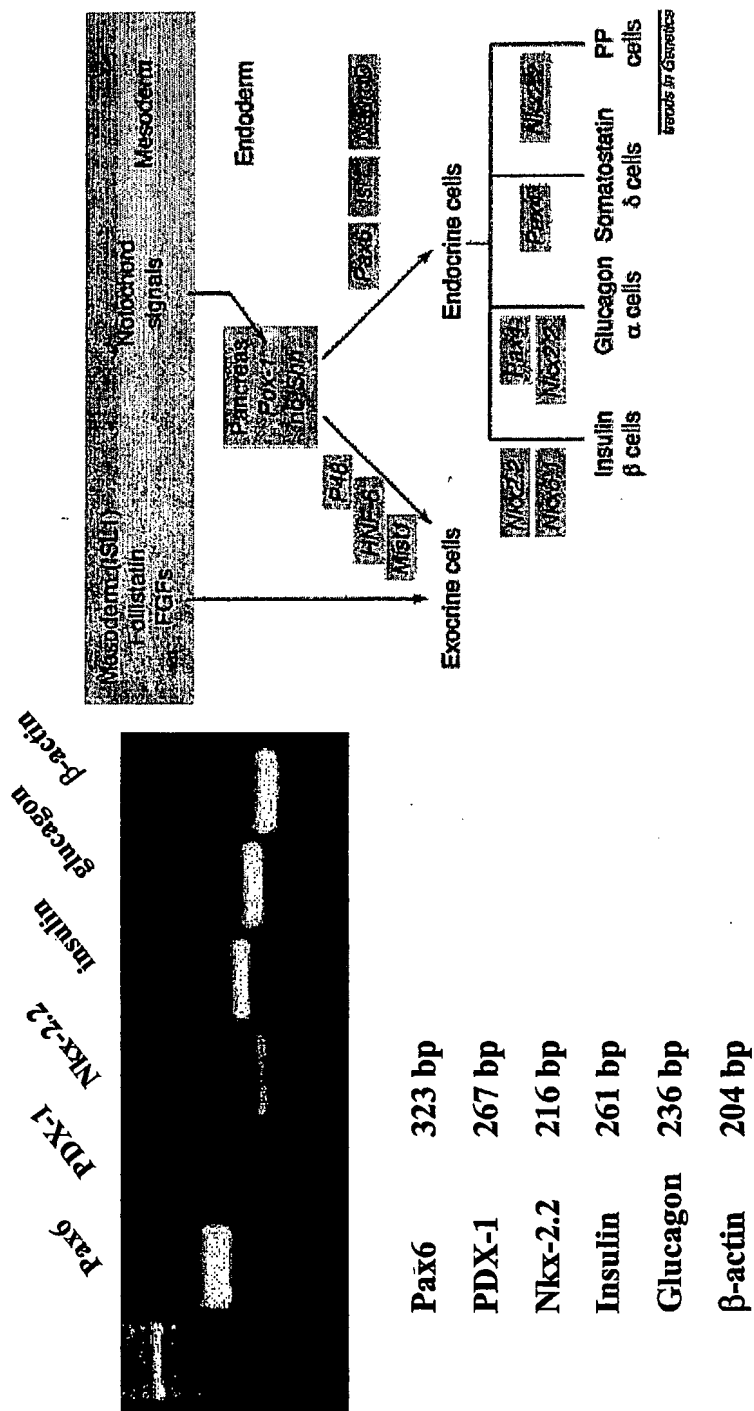 Pax6 PDX-1 Nkx-2.2 insulin glucagon β-actin
Pax6 323 bp
PDX-1 267 bp
Nkx-2.2 216 bp
Insulin 261 bp
Glucagon 236 bp
β-actin 204 bp
Mesoderm (ISL1)
Follistatin
FGFs
Notochord
signals
Mesoderm
Endoderm
Pancreas
Pdx-1
P48
HNF-6
Mist1
Pax6
Exocrine cells
Endocrine cells
Nkx2.2
Nkx6.1
Pax4
Nkx2.2
Pax4
Nkx2.2
Insulin
β cells
Glucagon
α cells
Somatostatin
δ cells
PP
cells
trends in Genetics